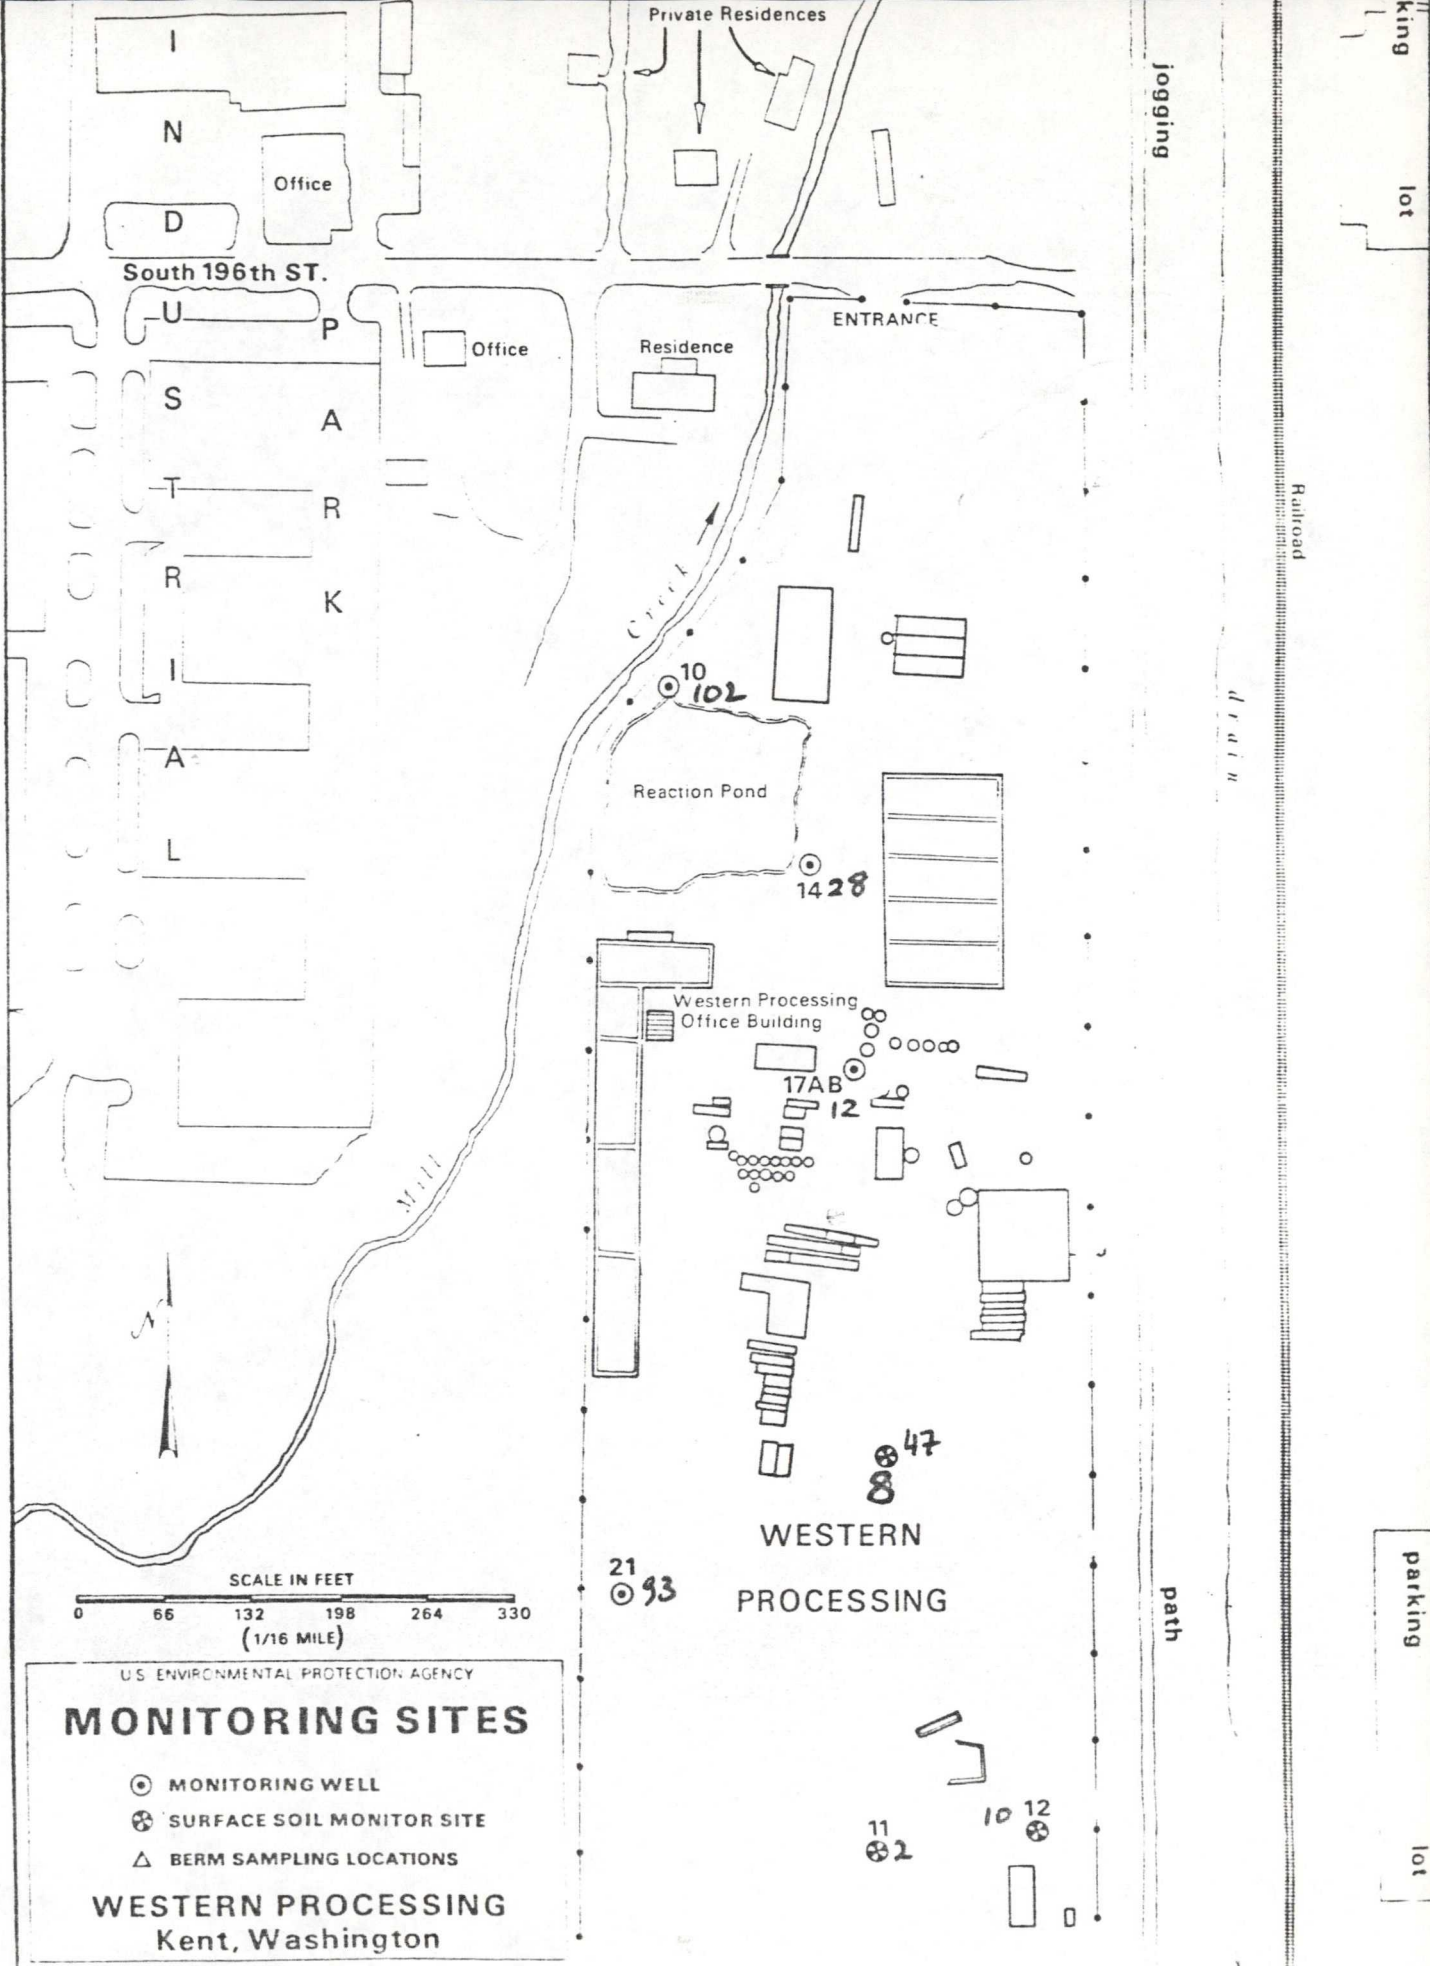 Private Residences
king
lot
jogging
I
N
D
U
S
T
R
I
A
L
Office
South 196th ST.
P
A
R
K
Office
Residence
ENTRANCE
Railroad
Creek
10
102
drain
Reaction Pond
14 28
Western Processing
Office Building
17AB
12
Mill
N
47
8
WESTERN
PROCESSING
21
93
path
parking
lot
SCALE IN FEET
0 66 132 198 264 330
(1/16 MILE)
U.S. ENVIRONMENTAL PROTECTION AGENCY
MONITORING SITES
MONITORING WELL
SURFACE SOIL MONITOR SITE
BERM SAMPLING LOCATIONS
WESTERN PROCESSING
Kent, Washington
11
2
10 12